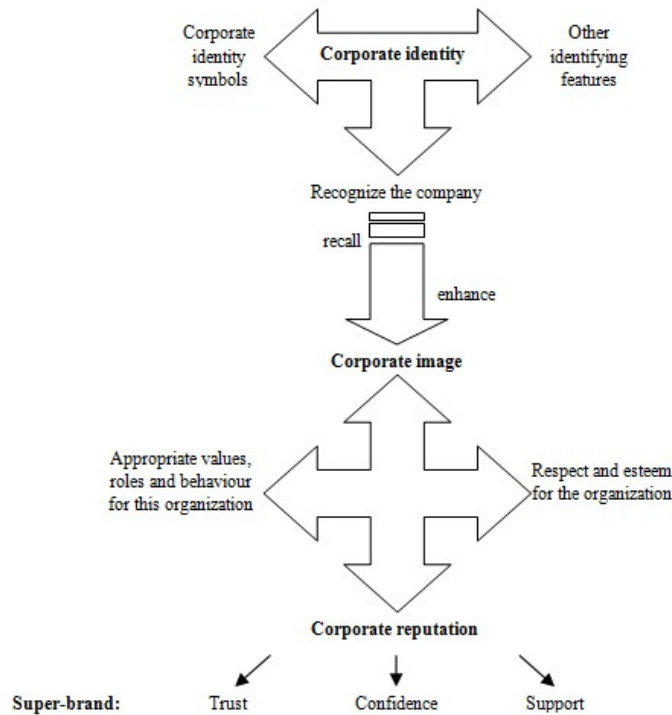 Corporate
identity
symbols
Corporate identity
Other
identifying
features
Recognize the company
recall
enhance
Corporate image
Appropriate values,
roles and behaviour
for this organization
Respect and esteem
for the organization
Corporate reputation
Super-brand: Trust Confidence Support